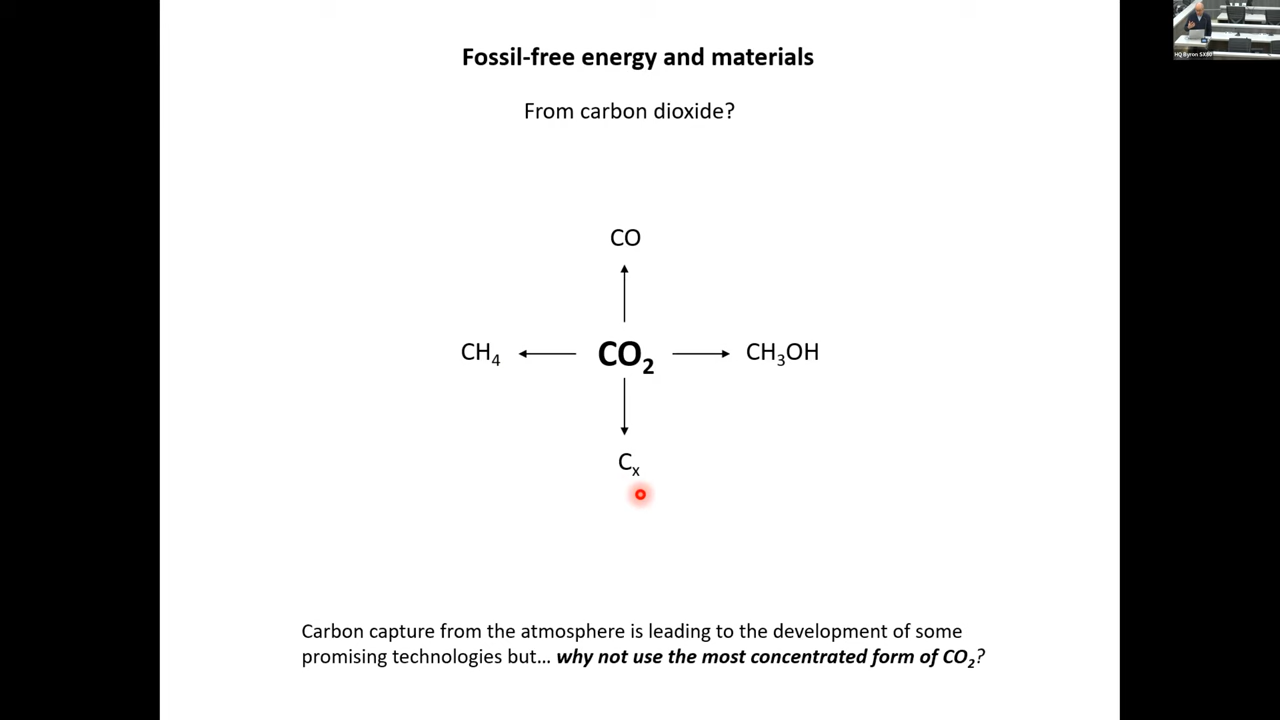 Fossil-free energy and materials
From carbon dioxide?
CO
CH₄
CO₂
CH₃OH
Cₓ
Carbon capture from the atmosphere is leading to the development of some
promising technologies but... why not use the most concentrated form of CO₂?